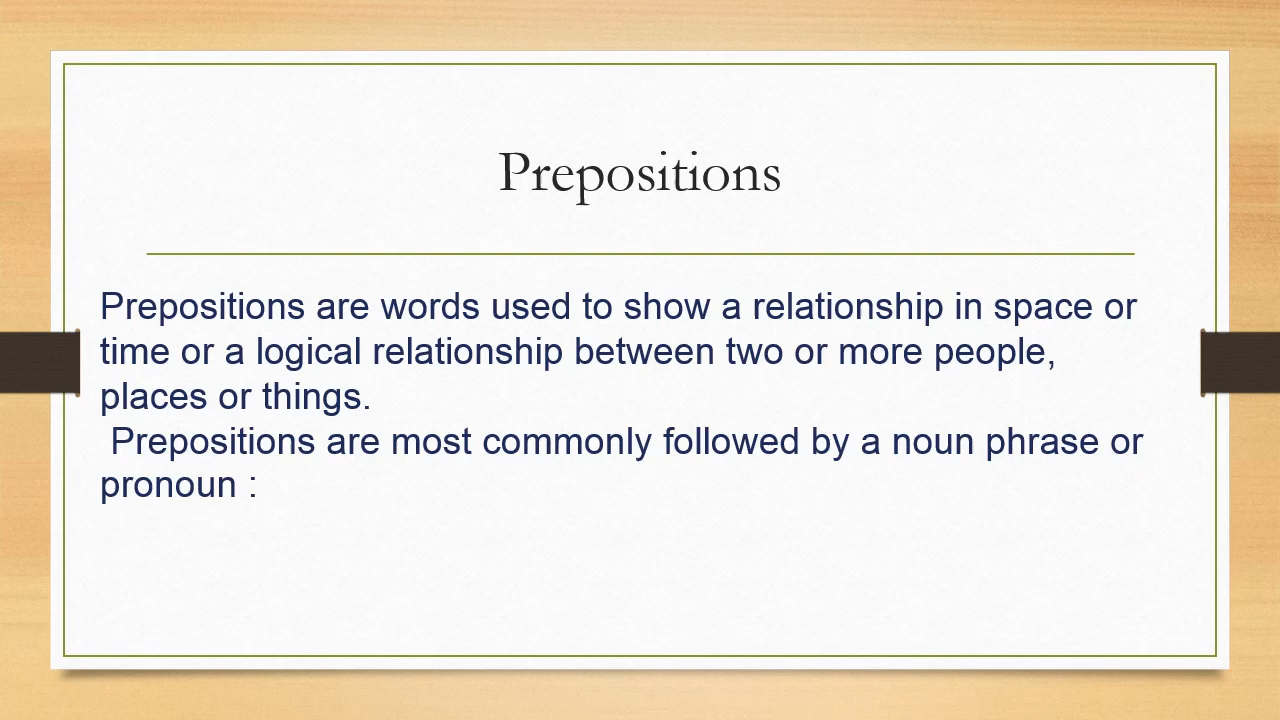 Prepositions
Prepositions are words used to show a relationship in space or
time or a logical relationship between two or more people,
places or things.
Prepositions are most commonly followed by a noun phrase or
pronoun :